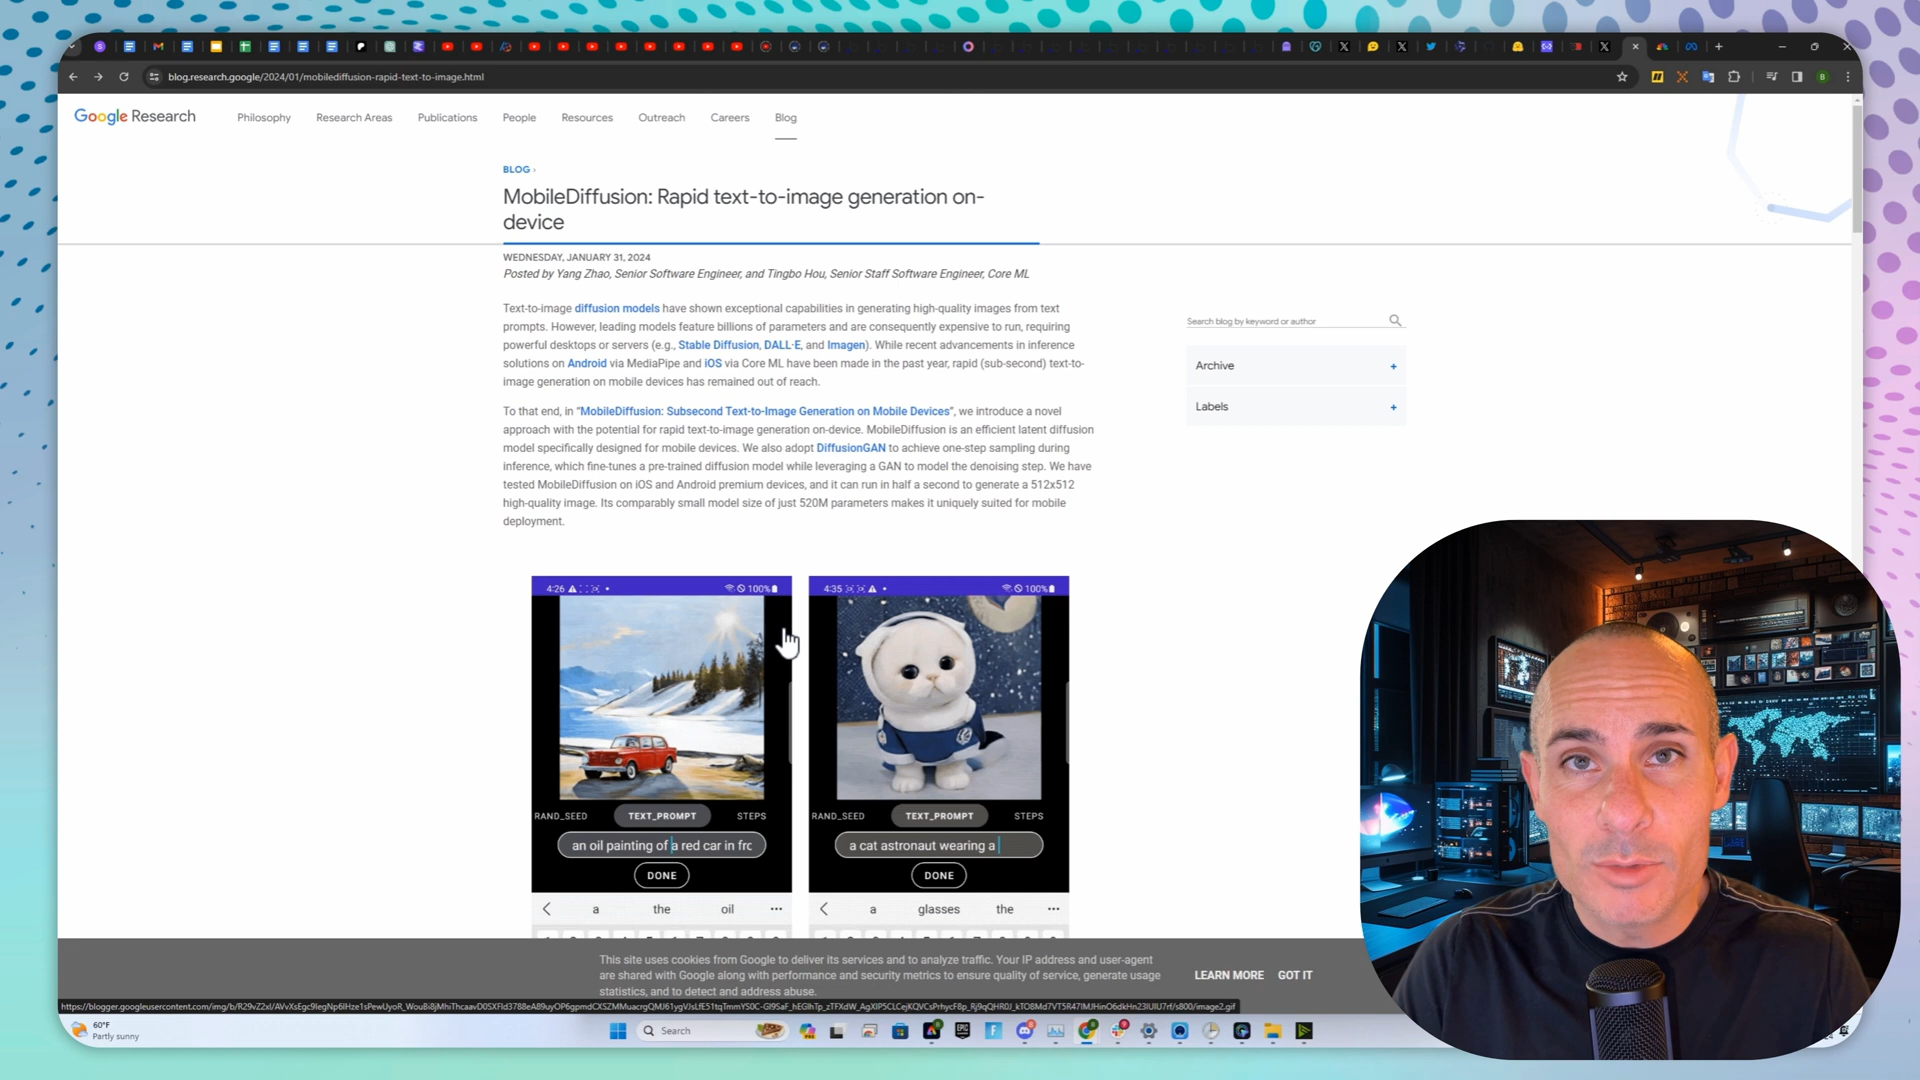 blog.research.google/2024/01/mobilediffusion-rapid-text-to-image.html
B
Google Research
Philosophy
Research Areas
Publications
People
Resources
Outreach
Careers
Blog
BLOG ›
MobileDiffusion: Rapid text-to-image generation on-
device
WEDNESDAY, JANUARY 31, 2024
Posted by Yang Zhao, Senior Software Engineer, and Tingbo Hou, Senior Staff Software Engineer, Core ML
Text-to-image diffusion models have shown exceptional capabilities in generating high-quality images from text
prompts. However, leading models feature billions of parameters and are consequently expensive to run, requiring
powerful desktops or servers (e.g., Stable Diffusion, DALL·E, and Imagen). While recent advancements in inference
solutions on Android via MediaPipe and iOS via Core ML have been made in the past year, rapid (sub-second) text-to-
image generation on mobile devices has remained out of reach.
To that end, in "MobileDiffusion: Subsecond Text-to-Image Generation on Mobile Devices", we introduce a novel
approach with the potential for rapid text-to-image generation on-device. MobileDiffusion is an efficient latent diffusion
model specifically designed for mobile devices. We also adopt DiffusionGAN to achieve one-step sampling during
inference, which fine-tunes a pre-trained diffusion model while leveraging a GAN to model the denoising step. We have
tested MobileDiffusion on iOS and Android premium devices, and it can run in half a second to generate a 512x512
high-quality image. Its comparably small model size of just 520M parameters makes it uniquely suited for mobile
deployment.
Search blog by keyword or author
Archive +
Labels +
4:26 100%
4:35 100%
RAND_SEED TEXT_PROMPT STEPS
RAND_SEED TEXT_PROMPT STEPS
an oil painting of a red car in frc
a cat astronaut wearing a
DONE
DONE
a the oil ...
a glasses the ...
This site uses cookies from Google to deliver its services and to analyze traffic. Your IP address and user-agent
are shared with Google along with performance and security metrics to ensure quality of service, generate usage
statistics, and to detect and address abuse.
LEARN MORE GOT IT
60°F
Partly sunny
Search